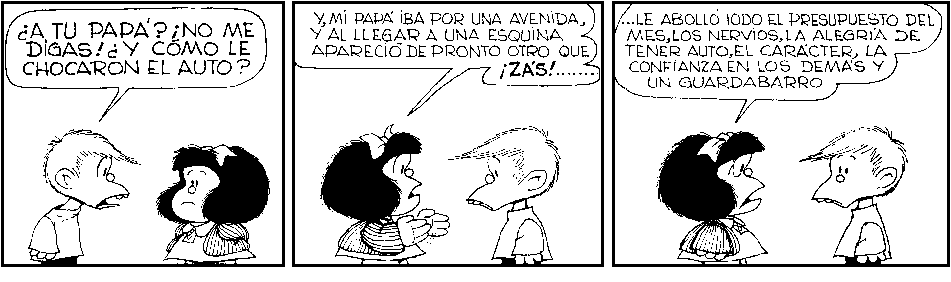 ¿A TU PAPÁ? ¡NO ME
DIGAS! ¿Y CÓMO LE
CHOCARON EL AUTO?
Y, MI PAPÁ IBA POR UNA AVENIDA,
Y AL LLEGAR A UNA ESQUINA
APARECIÓ DE PRONTO OTRO QUE
¡ZÁS!........
...LE ABOLLÓ TODO EL PRESUPUESTO DEL
MES, LOS NERVIOS, LA ALEGRÍA DE
TENER AUTO, EL CARÁCTER, LA
CONFIANZA EN LOS DEMÁS Y
UN GUARDABARRO